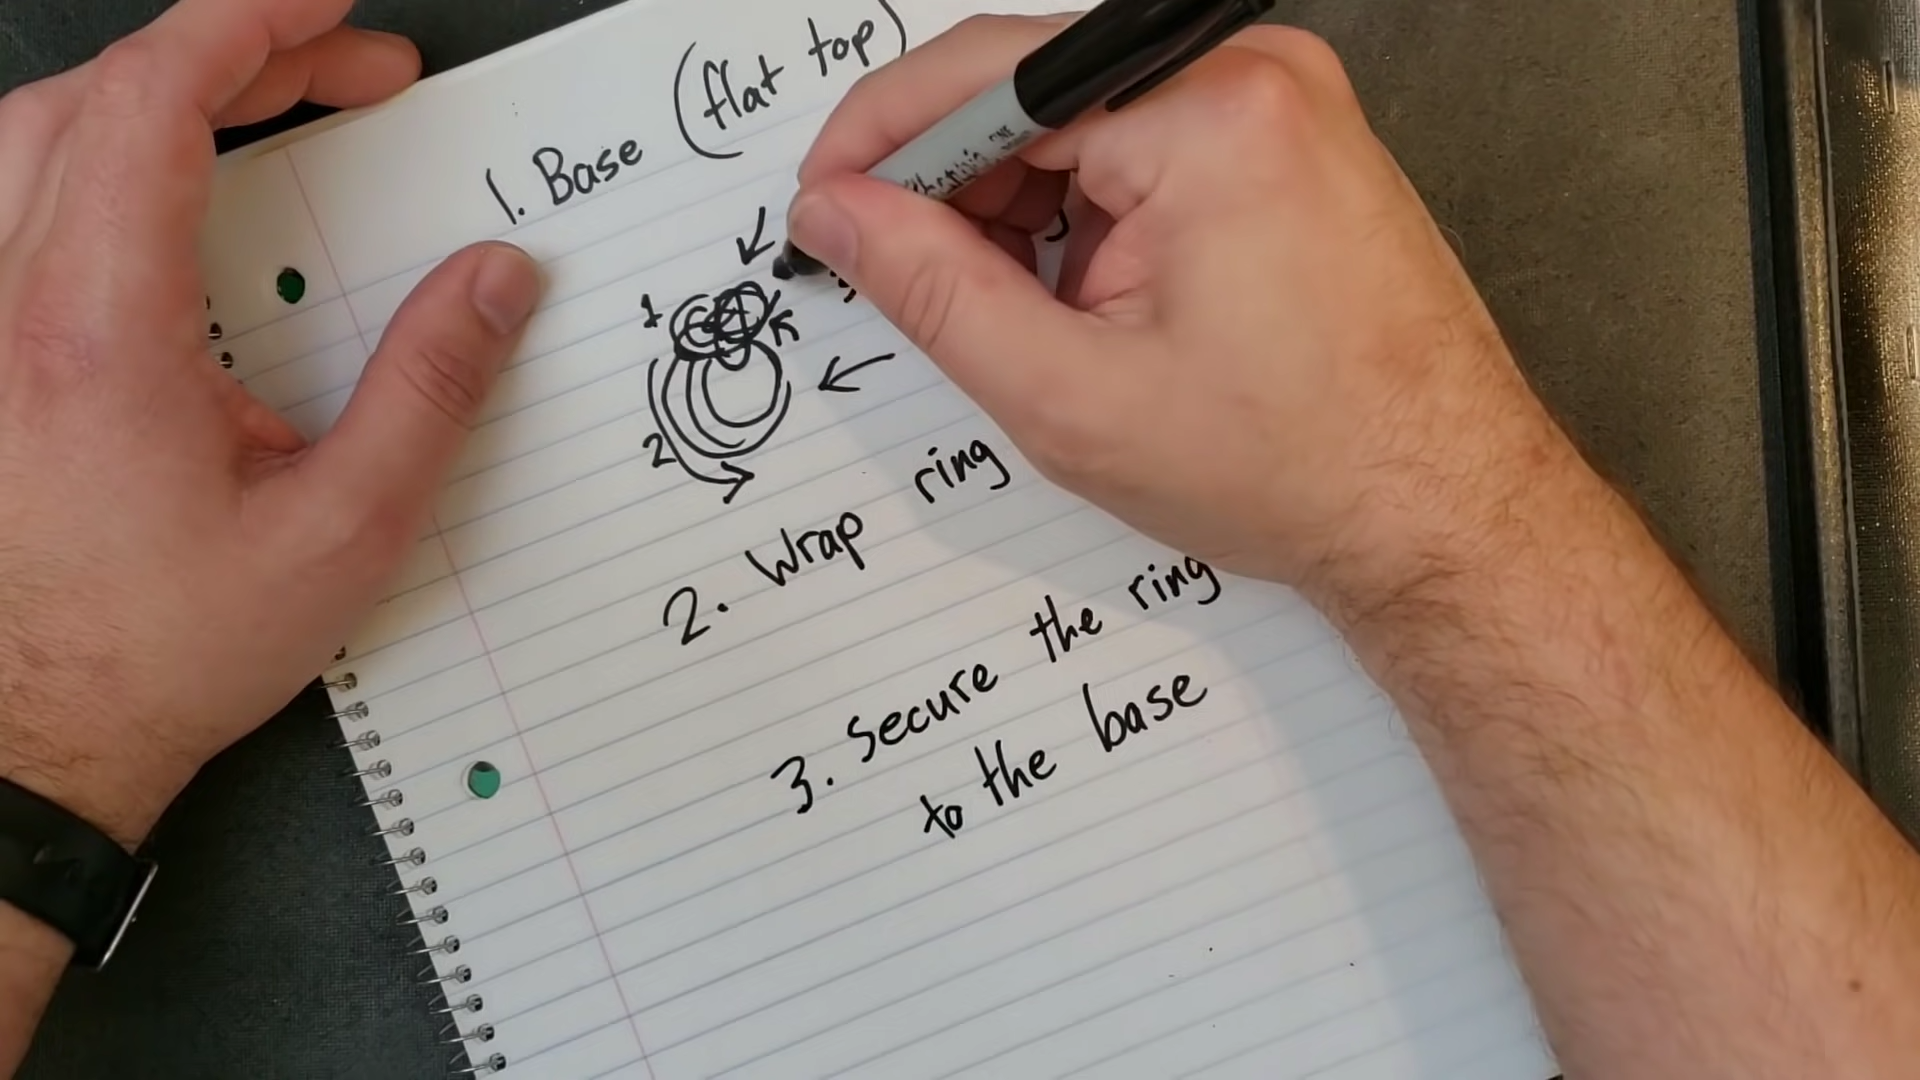 1. Base (flat top)
1
2
2. Wrap ring
3. secure the ring
to the base